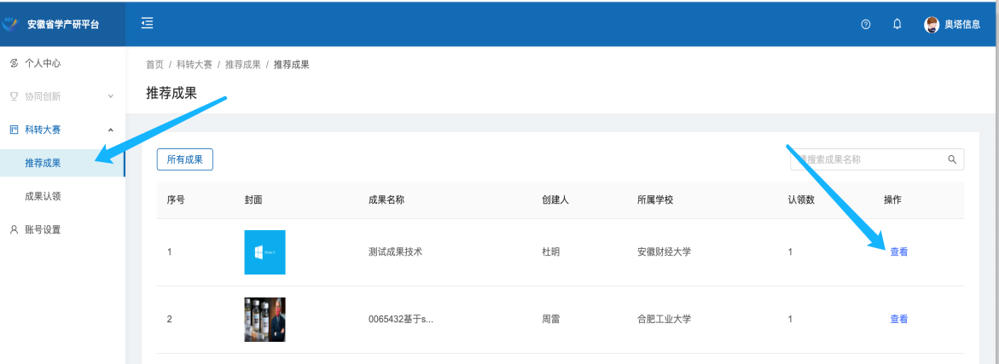 安徽省学产研平台
奥塔信息
个人中心
协同创新
科转大赛
推荐成果
成果认领
账号设置
首页 / 科转大赛 / 推荐成果 / 推荐成果
推荐成果
所有成果
搜索成果名称
序号 封面 成果名称 创建人 所属学校 认领数 操作
1 测试成果技术 杜明 安徽财经大学 1 查看
2 0065432基于s... 周雷 合肥工业大学 1 查看